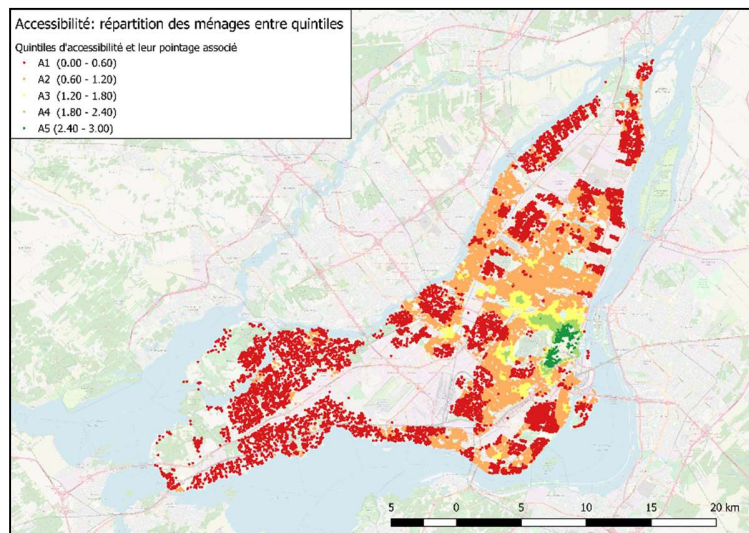 Accessibilité: répartition des ménages entre quintiles
Quintiles d'accessibilité et leur pointage associé
A1 (0.00 - 0.60)
A2 (0.60 - 1.20)
A3 (1.20 - 1.80)
A4 (1.80 - 2.40)
A5 (2.40 - 3.00)
5 0 5 10 15 20 km